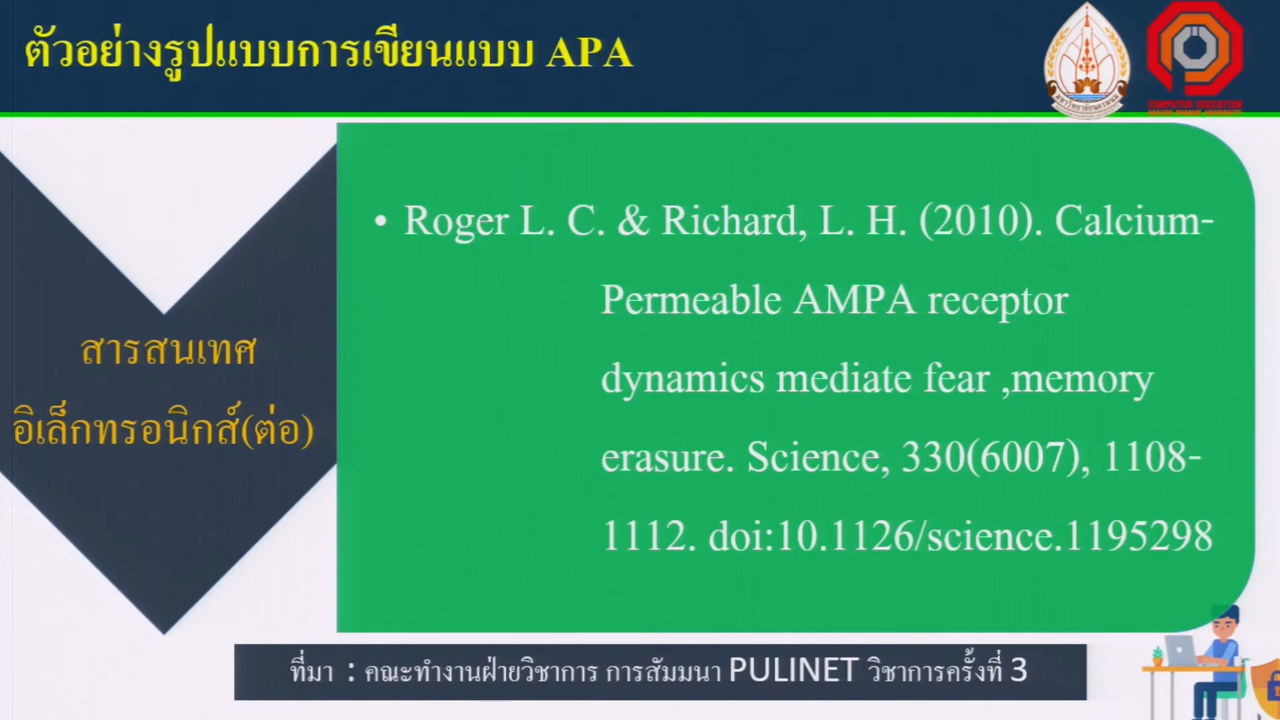 ตัวอย่างรูปแบบการเขียนแบบ APA
COMPUTER EDUCATION
สารสนเทศ
อิเล็กทรอนิกส์(ต่อ)
• Roger L. C. & Richard, L. H. (2010). Calcium-
Permeable AMPA receptor
dynamics mediate fear ,memory
erasure. Science, 330(6007), 1108-
1112. doi:10.1126/science.1195298
ที่มา : คณะทำงานฝ่ายวิชาการ การสัมมนา PULINET วิชาการครั้งที่ 3